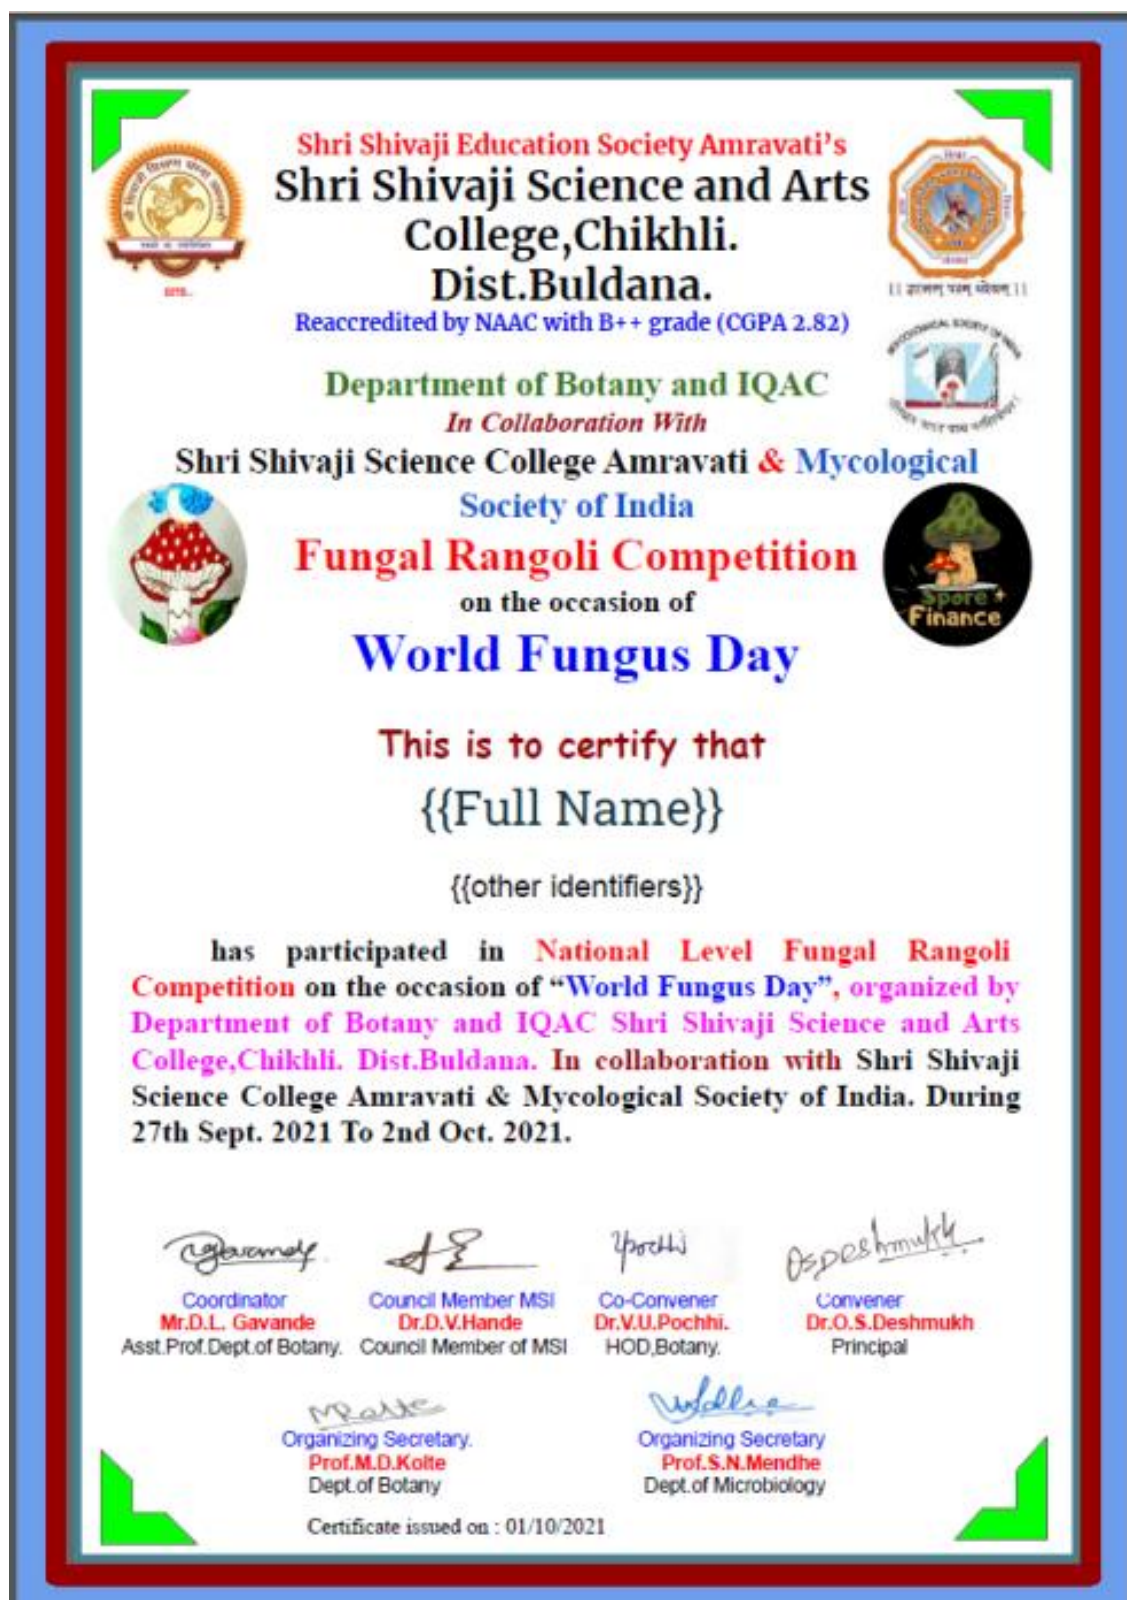 Shri Shivaji Education Society Amravati's
Shri Shivaji Science and Arts
College,Chikhli.
Dist.Buldana.
Reaccredited by NAAC with B++ grade (CGPA 2.82)
Department of Botany and IQAC
In Collaboration With
Shri Shivaji Science College Amravati & Mycological
Society of India
Fungal Rangoli Competition
on the occasion of
World Fungus Day
Spore
Finance
This is to certify that
{{Full Name}}
{{other identifiers}}
has participated in National Level Fungal Rangoli
Competition on the occasion of “World Fungus Day”, organized by
Department of Botany and IQAC Shri Shivaji Science and Arts
College,Chikhli. Dist.Buldana. In collaboration with Shri Shivaji
Science College Amravati & Mycological Society of India. During
27th Sept. 2021 To 2nd Oct. 2021.
Coordinator Council Member MSI Co-Convener Convener
Mr.D.L. Gavande Dr.D.V.Hande Dr.V.U.Pochhi. Dr.O.S.Deshmukh
Asst.Prof.Dept.of Botany. Council Member of MSI HOD,Botany. Principal
Organizing Secretary. Organizing Secretary
Prof.M.D.Kolte Prof.S.N.Mendhe
Dept.of Botany Dept.of Microbiology
Certificate issued on : 01/10/2021